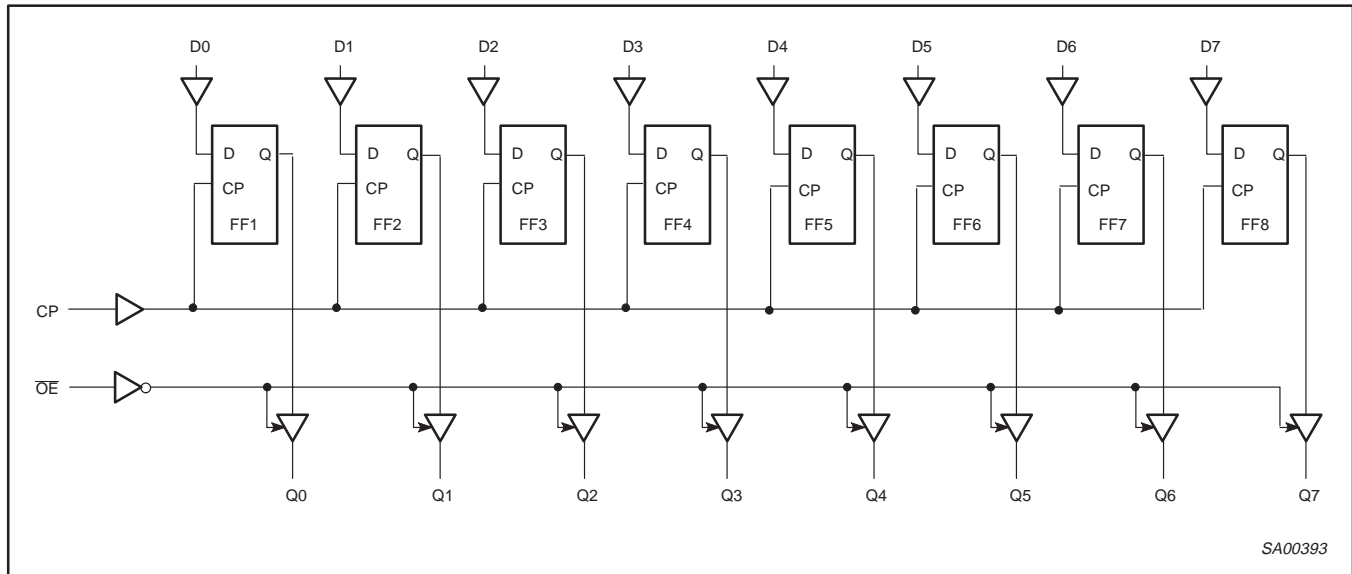 D0 D1 D2 D3 D4 D5 D6 D7
D Q D Q D Q D Q D Q D Q D Q D Q
CP CP CP CP CP CP CP CP
FF1 FF2 FF3 FF4 FF5 FF6 FF7 FF8
CP
OE
Q0 Q1 Q2 Q3 Q4 Q5 Q6 Q7
SA00393